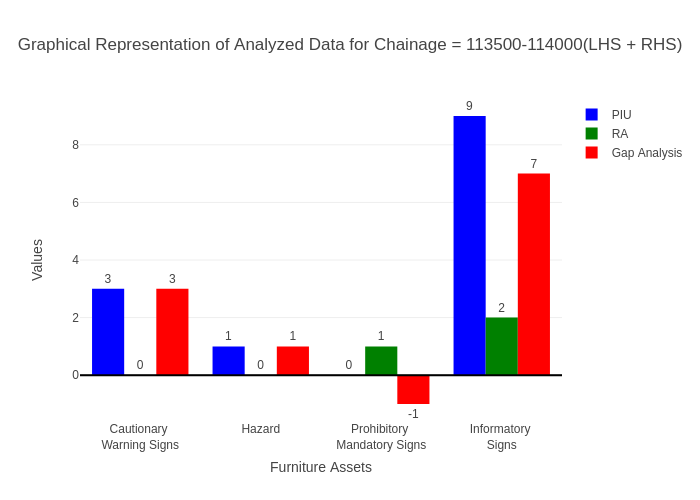 Graphical Representation of Analyzed Data for Chainage = 113500-114000(LHS + RHS)
PIU
RA
Gap Analysis
Values
8
6
4
2
0
3
0
3
1
0
1
0
1
-1
9
2
7
Cautionary
Warning Signs
Hazard
Prohibitory
Mandatory Signs
Informatory
Signs
Furniture Assets